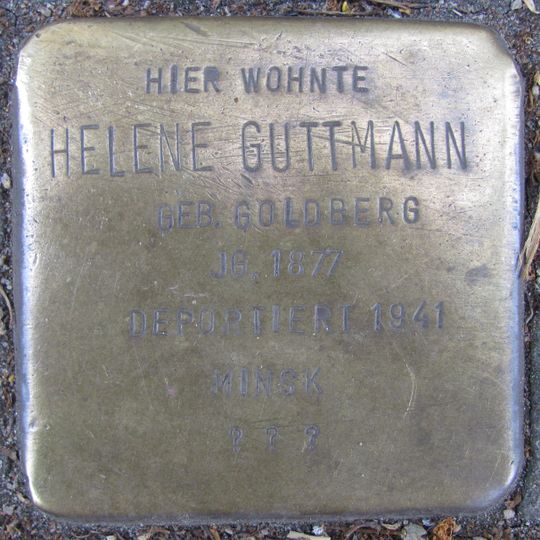 HIER WOHNTE
HELENE GUTTMANN
GEB. GOLDBERG
JG. 1877
DEPORTIERT 1941
MINSK
? ? ?